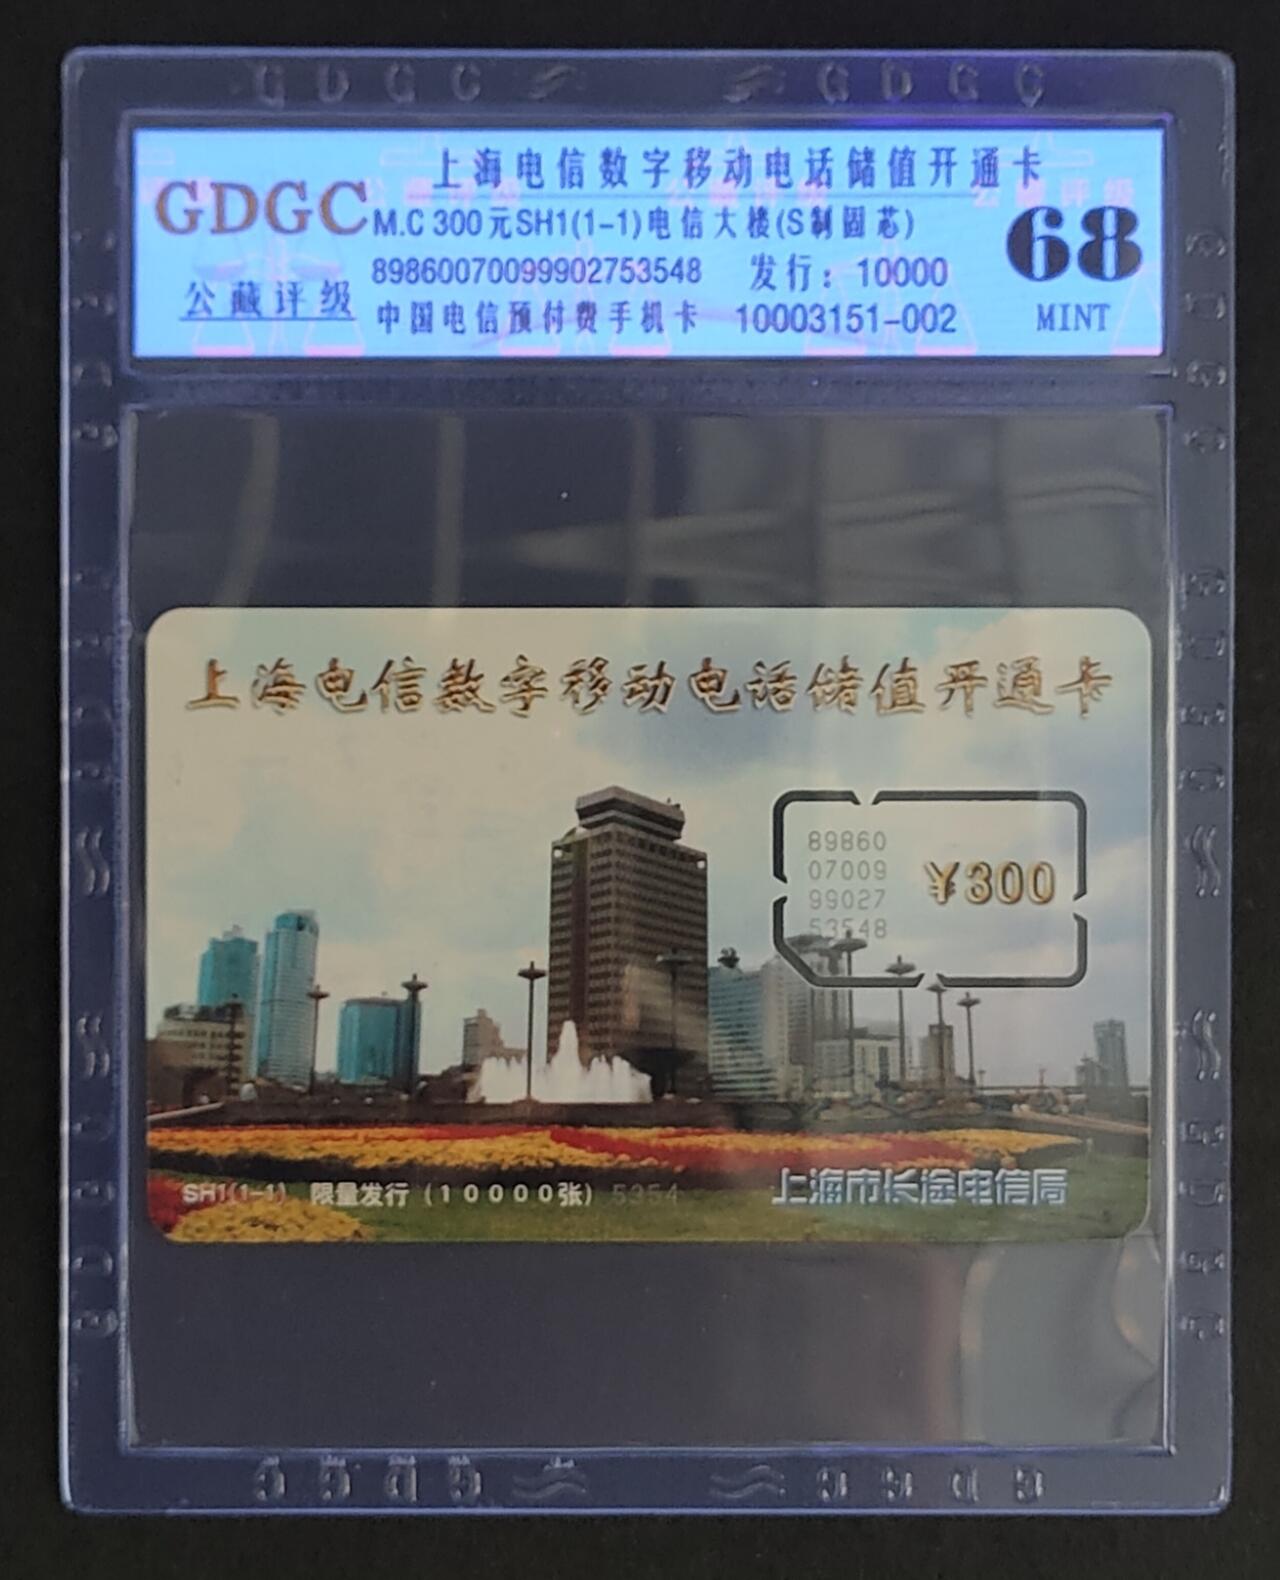 GDGC GDGC
上海电信数字移动电话储值开通卡
GDGC
M.C 300元SH1(1-1)电信大楼(S制固芯)
68
89860070099902753548 发行：10000
公藏评级
中国电信预付费手机卡 10003151-002
MINT
上海电信数字移动电话储值开通卡
89860
07009
99027
53548
¥300
SH1(1-1) 限量发行（10000张） 5354
上海市长途电信局